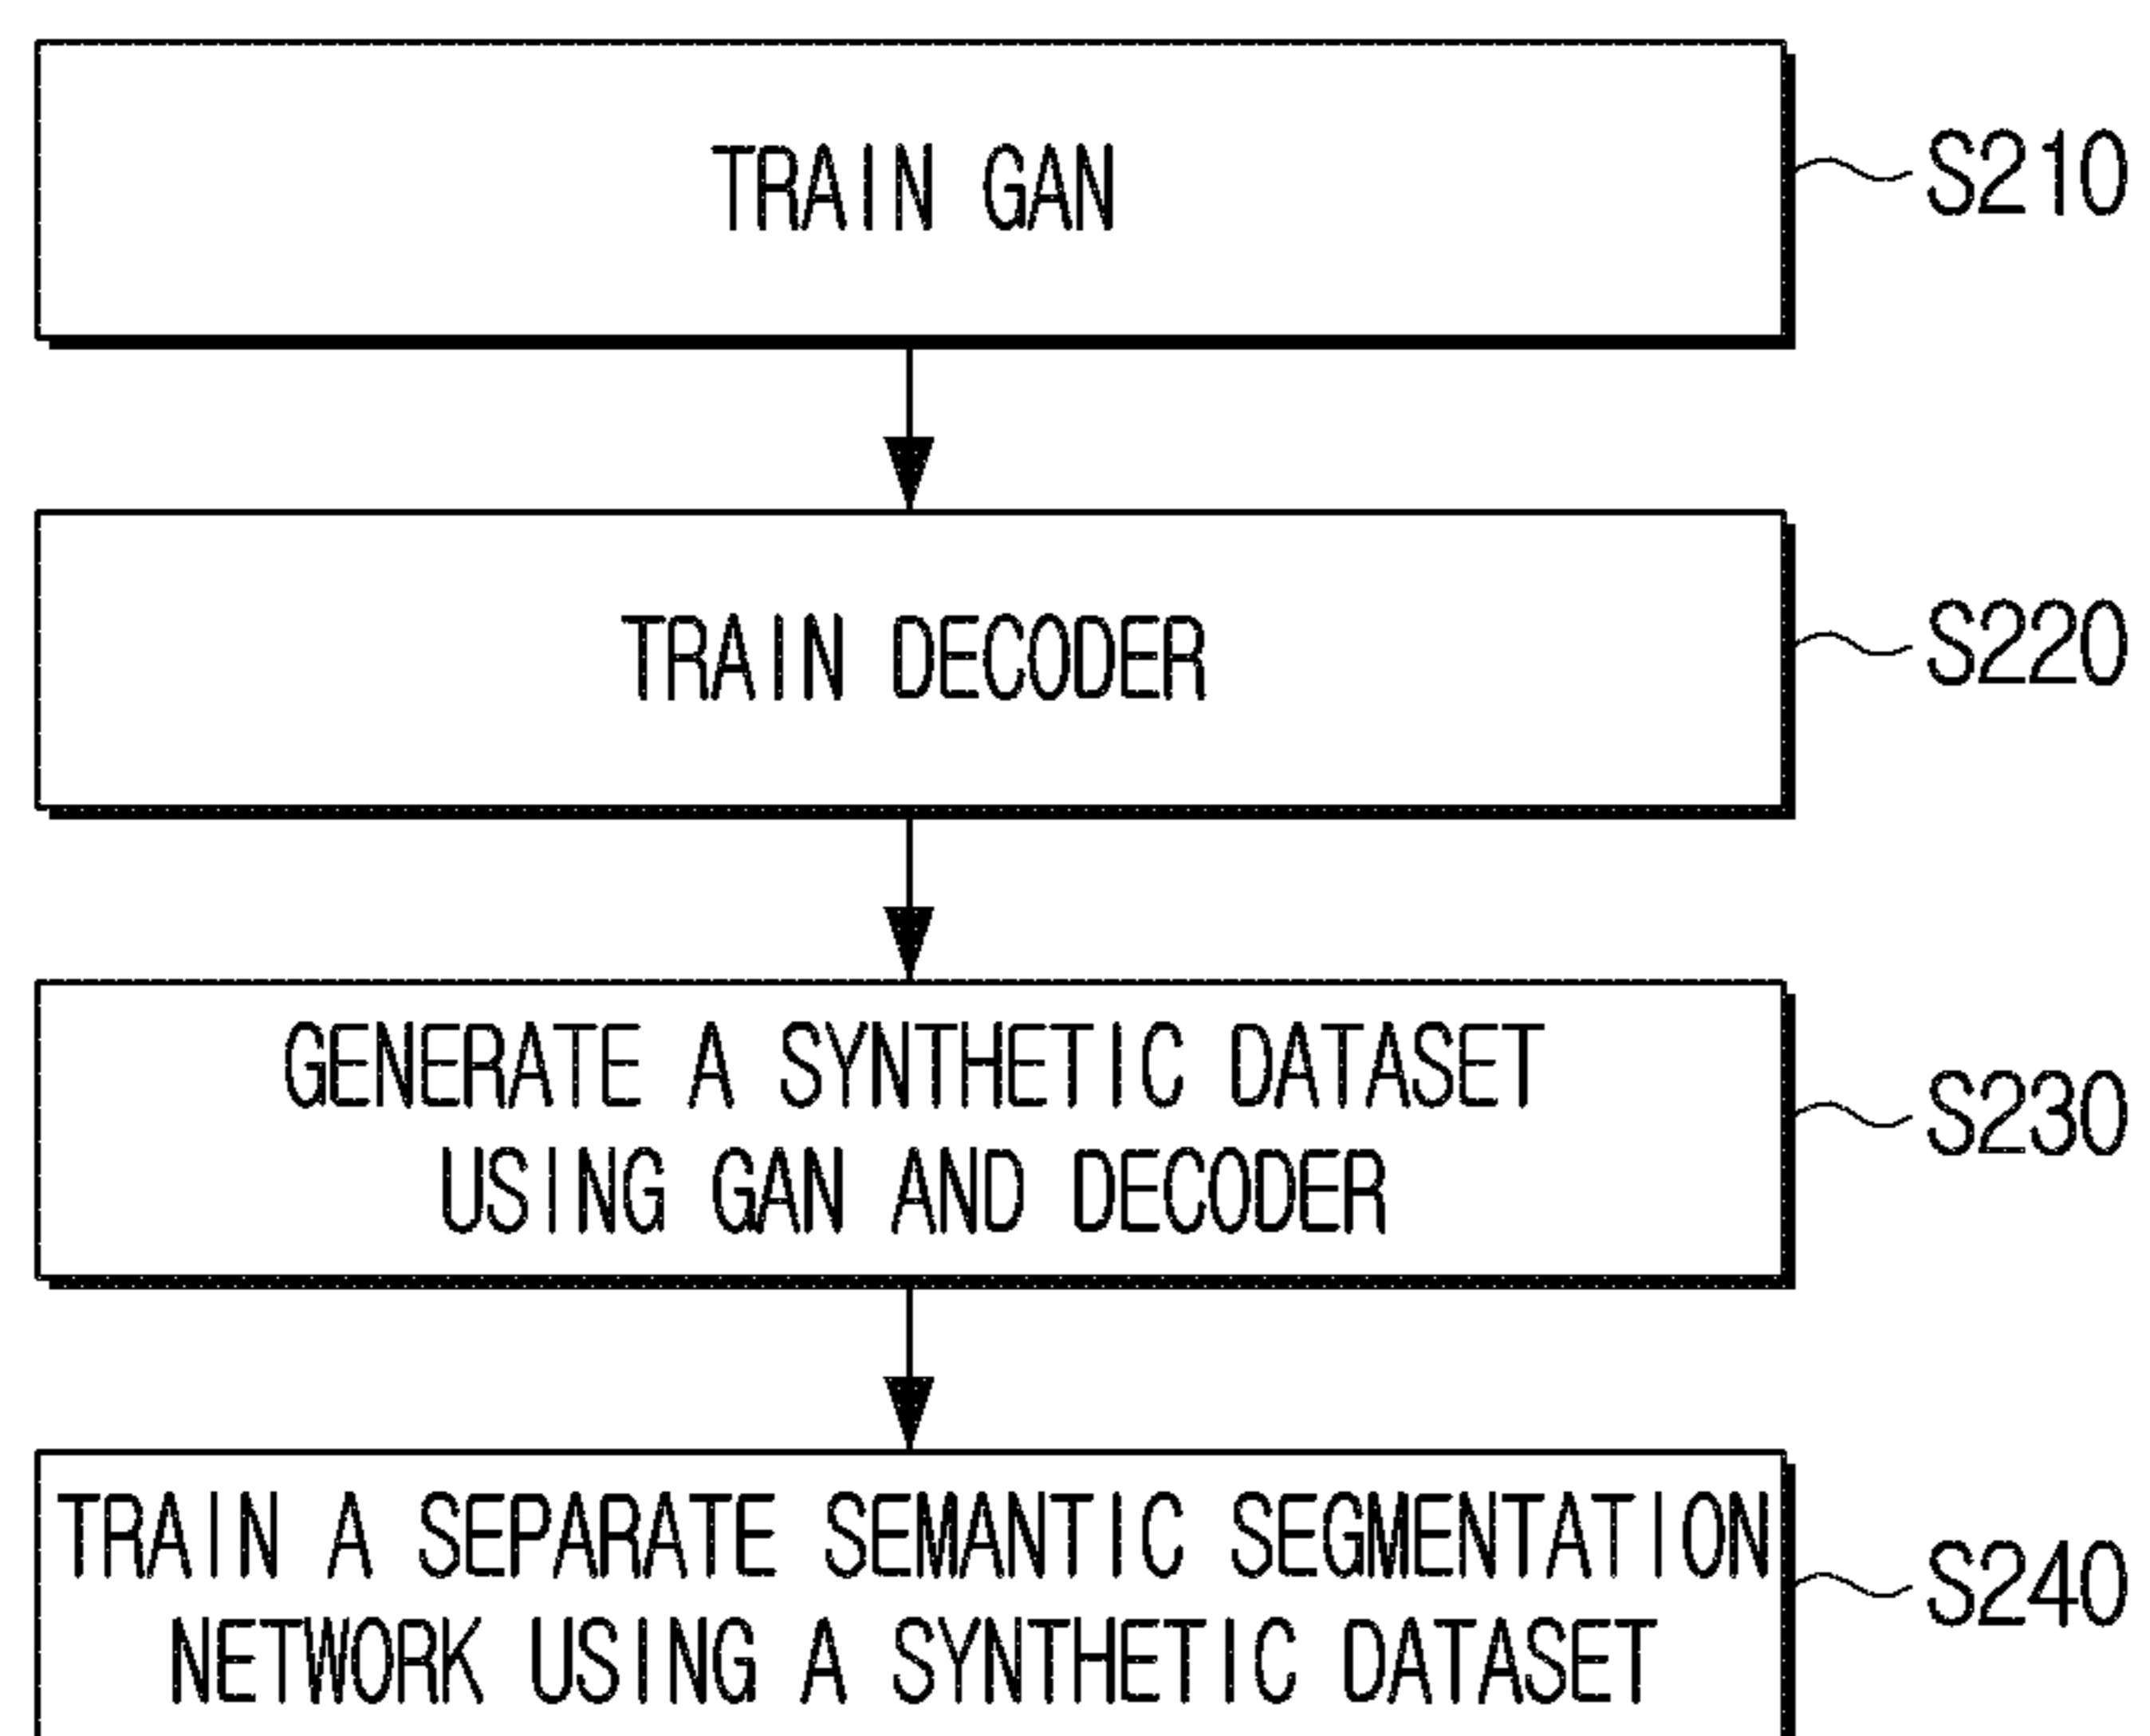 TRAIN GAN
S210
TRAIN DECODER
S220
GENERATE A SYNTHETIC DATASET
USING GAN AND DECODER
S230
TRAIN A SEPARATE SEMANTIC SEGMENTATION
NETWORK USING A SYNTHETIC DATASET
S240